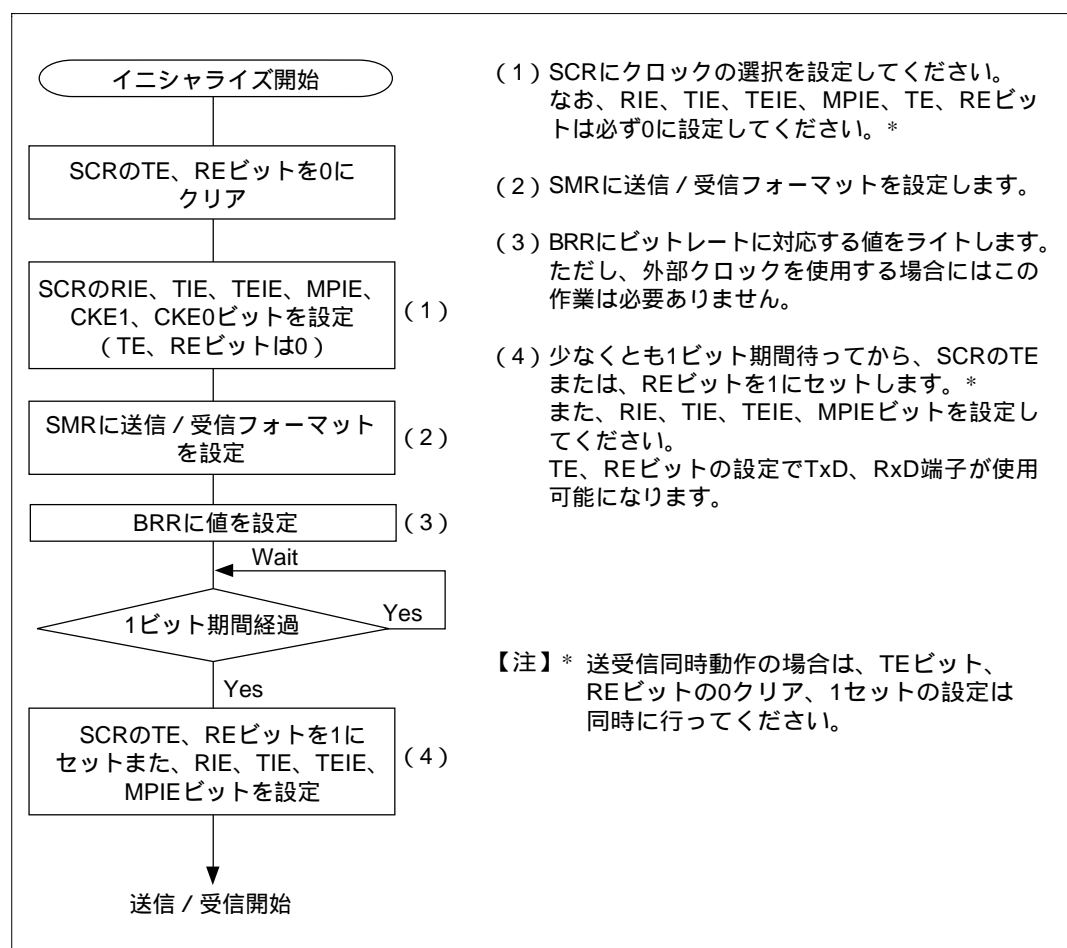 イニシャライズ開始
SCRのTE、REビットを0に
クリア
SCRのRIE、TIE、TEIE、MPIE、
CKE1、CKE0ビットを設定
（TE、REビットは0）
（1）
SMRに送信 / 受信フォーマット
を設定
（2）
BRRに値を設定
（3）
Wait
1ビット期間経過
Yes
Yes
SCRのTE、REビットを1に
セットまた、RIE、TIE、TEIE、
MPIEビットを設定
（4）
送信 / 受信開始
（1）SCRにクロックの選択を設定してください。
なお、RIE、TIE、TEIE、MPIE、TE、REビッ
トは必ず0に設定してください。*
（2）SMRに送信 / 受信フォーマットを設定します。
（3）BRRにビットレートに対応する値をライトします。
ただし、外部クロックを使用する場合にはこの
作業は必要ありません。
（4）少なくとも1ビット期間待ってから、SCRのTE
または、REビットを1にセットします。*
また、RIE、TIE、TEIE、MPIEビットを設定し
てください。
TE、REビットの設定でTxD、RxD端子が使用
可能になります。
【注】* 送受信同時動作の場合は、TEビット、
REビットの0クリア、1セットの設定は
同時に行ってください。